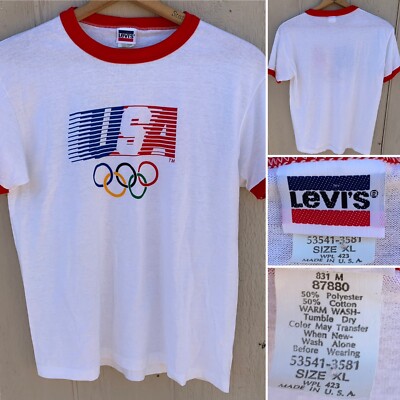 LEVI'S
USA
TM
LEVI'S®
53541-3581
SIZE XL
WPL 423
MADE IN U.S.A.
831 M
87880
50% Polyester
50% Cotton
WARM WASH-
Tumble Dry
Color May Transfer
When New-
Wash Alone
Before Wearing
53541-3581
SIZE XL
WPL 423
MADE IN U.S.A.